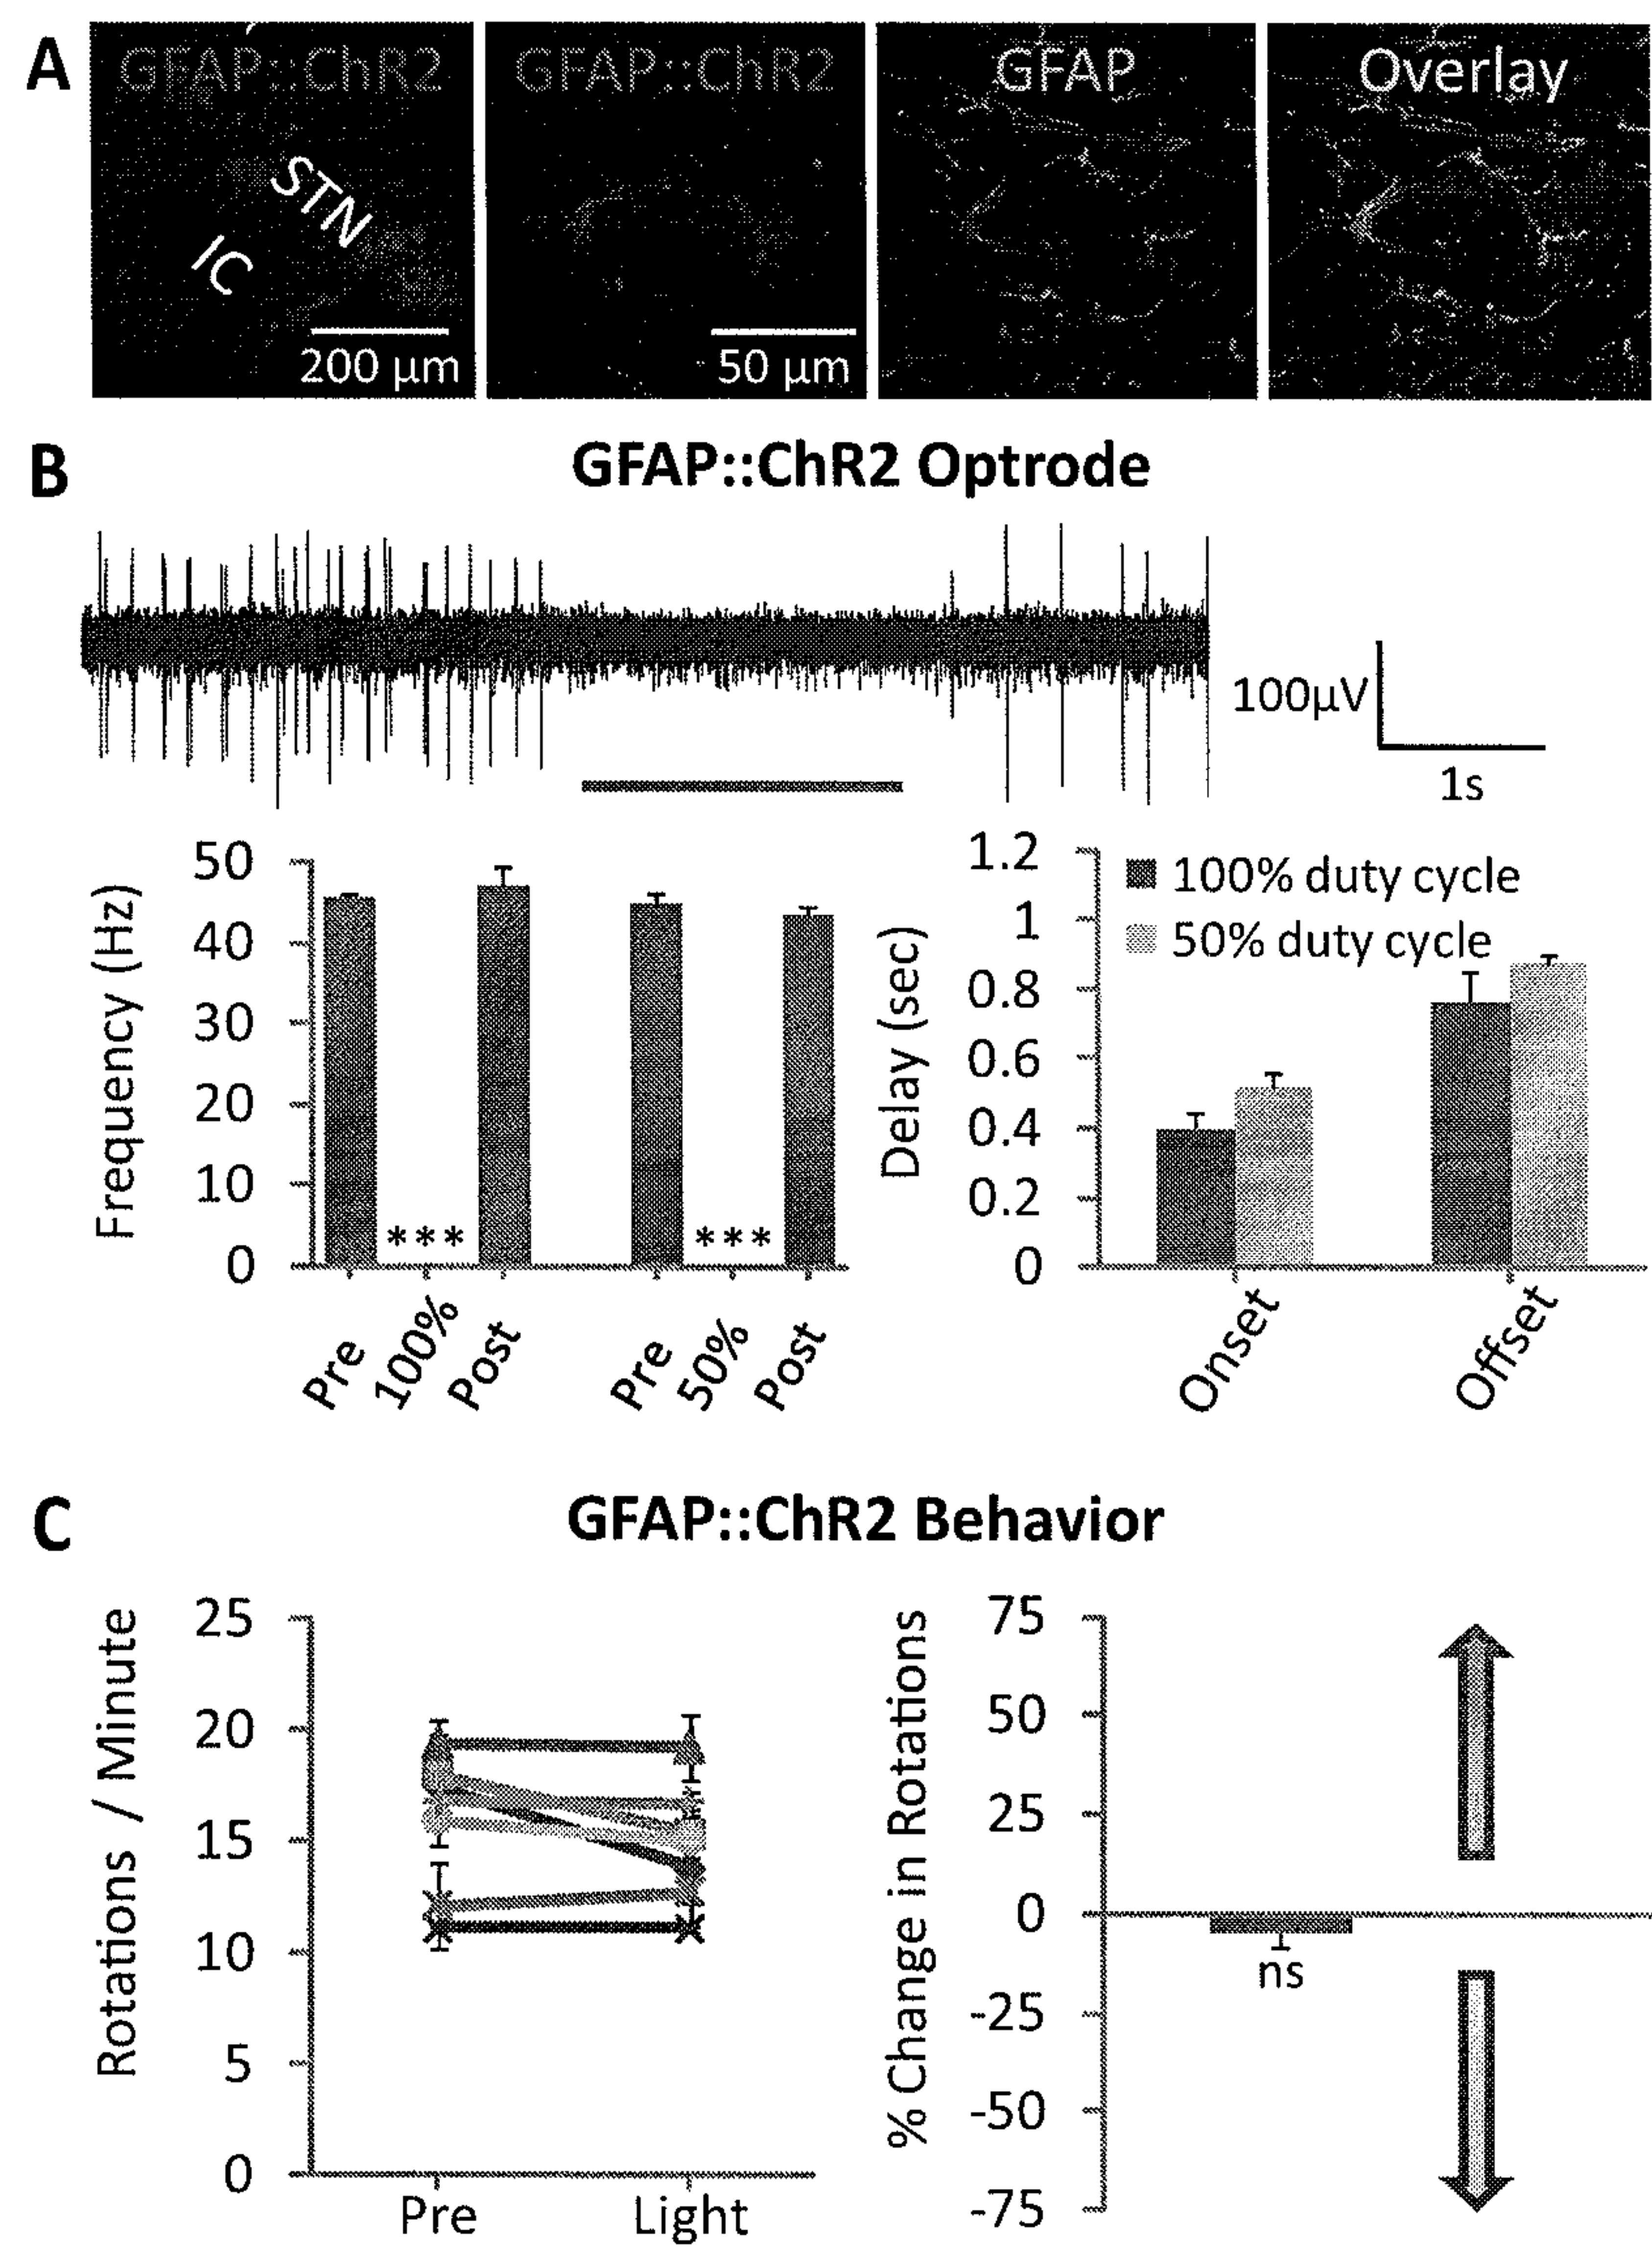 A
GFAP::ChR2
STN
IC
200 µm
GFAP::ChR2
50 µm
GFAP
Overlay
B
GFAP::ChR2 Optrode
100µV
1s
Frequency (Hz)
50
40
30
20
10
0
***
***
Pre
100%
Post
Pre
50%
Post
Delay (sec)
1.2
1
0.8
0.6
0.4
0.2
0
100% duty cycle
50% duty cycle
Onset
Offset
C
GFAP::ChR2 Behavior
Rotations / Minute
25
20
15
10
5
0
Pre
Light
% Change in Rotations
75
50
25
0
-25
-50
-75
ns